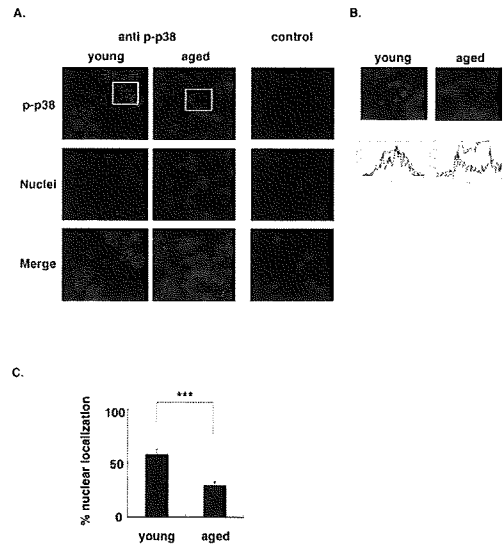 A.
anti p-p38
control
young
aged
p-p38
Nuclei
Merge
B.
young
aged
C.
% nuclear localization
100
50
0
***
young
aged